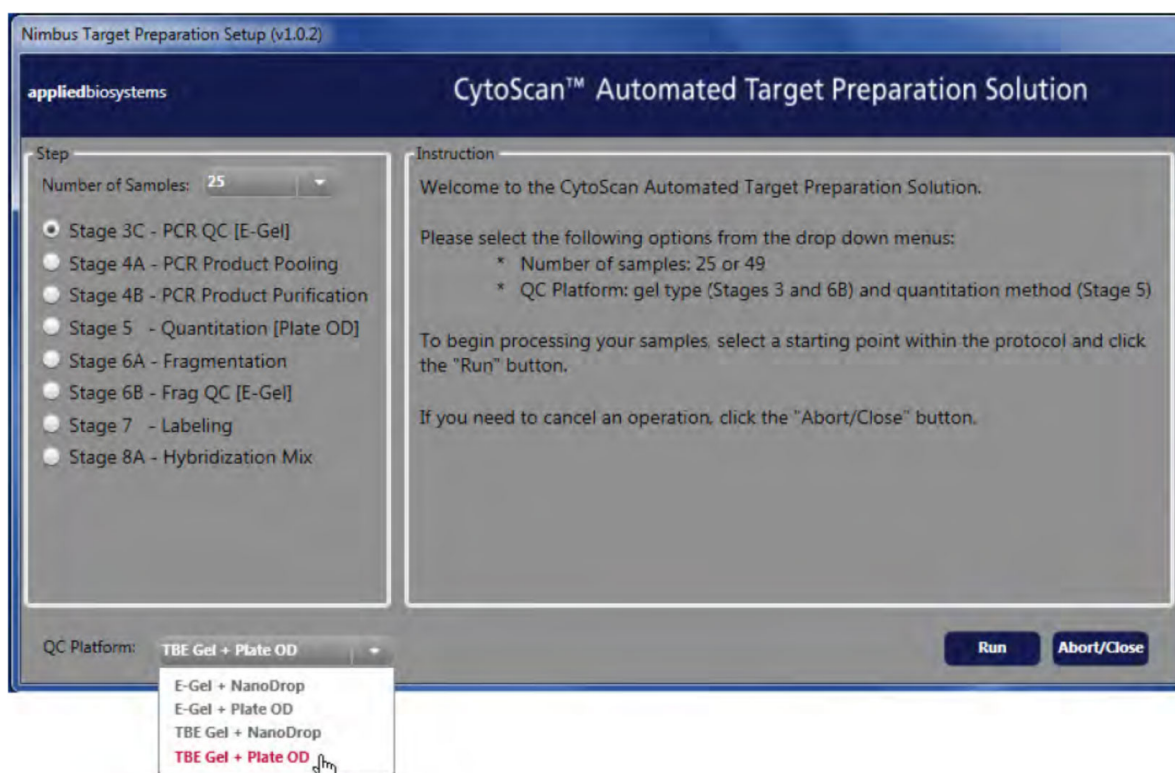 Nimbus Target Preparation Setup (v1.0.2)
appliedbiosystems
CytoScan™ Automated Target Preparation Solution
Step
Number of Samples: 25
Stage 3C - PCR QC [E-Gel]
Stage 4A - PCR Product Pooling
Stage 4B - PCR Product Purification
Stage 5 - Quantitation [Plate OD]
Stage 6A - Fragmentation
Stage 6B - Frag QC [E-Gel]
Stage 7 - Labeling
Stage 8A - Hybridization Mix
Instruction
Welcome to the CytoScan Automated Target Preparation Solution.
Please select the following options from the drop down menus:
* Number of samples: 25 or 49
* QC Platform: gel type (Stages 3 and 6B) and quantitation method (Stage 5)
To begin processing your samples, select a starting point within the protocol and click
the "Run" button.
If you need to cancel an operation, click the "Abort/Close" button.
QC Platform: TBE Gel + Plate OD
Run
Abort/Close
E-Gel + NanoDrop
E-Gel + Plate OD
TBE Gel + NanoDrop
TBE Gel + Plate OD